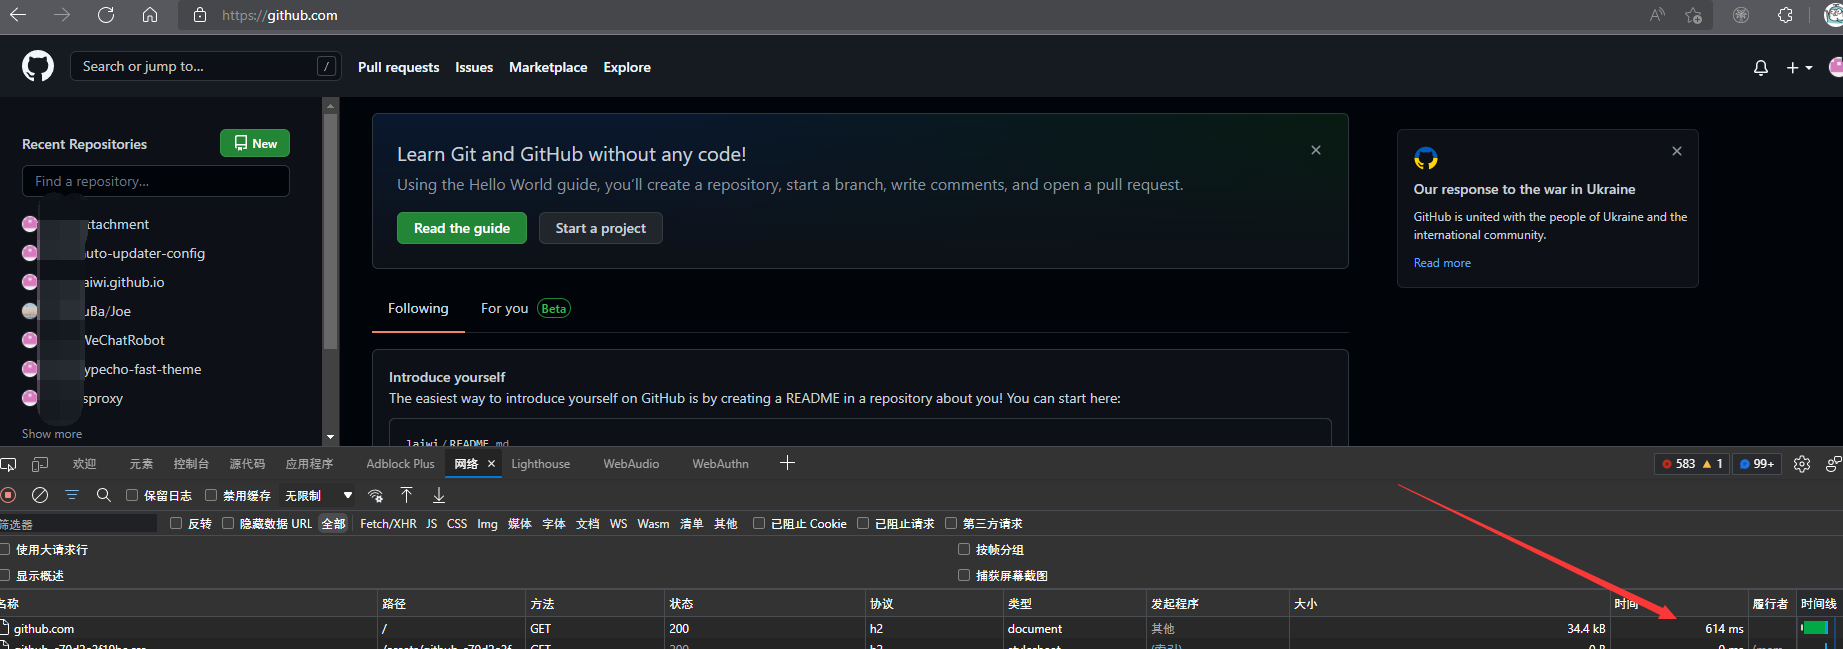 https://github.com
Search or jump to... /
Pull requests Issues Marketplace Explore
Recent Repositories
New
Find a repository...
ttachment
uto-updater-config
aiwi.github.io
uBa/Joe
WeChatRobot
ypecho-fast-theme
sproxy
Show more
Learn Git and GitHub without any code!
Using the Hello World guide, you’ll create a repository, start a branch, write comments, and open a pull request.
Read the guide Start a project
Following For you Beta
Introduce yourself
The easiest way to introduce yourself on GitHub is by creating a README in a repository about you! You can start here:
laiwi/README.md
Our response to the war in Ukraine
GitHub is united with the people of Ukraine and the
international community.
Read more
欢迎 元素 控制台 源代码 应用程序 Adblock Plus 网络 Lighthouse WebAudio WebAuthn
583 1 99+
保留日志 禁用缓存 无限制
筛选器 反转 隐藏数据 URL 全部 Fetch/XHR JS CSS Img 媒体 字体 文档 WS Wasm 清单 其他 已阻止 Cookie 已阻止请求 第三方请求
使用大请求行 按帧分组
显示概述 捕获屏幕截图
名称 路径 方法 状态 协议 类型 发起程序 大小 时间 履行者 时间线
github.com / GET 200 h2 document 其他 34.4 kB 614 ms
GET 200 h2 stylesheet (索引) 0 B 0 ms